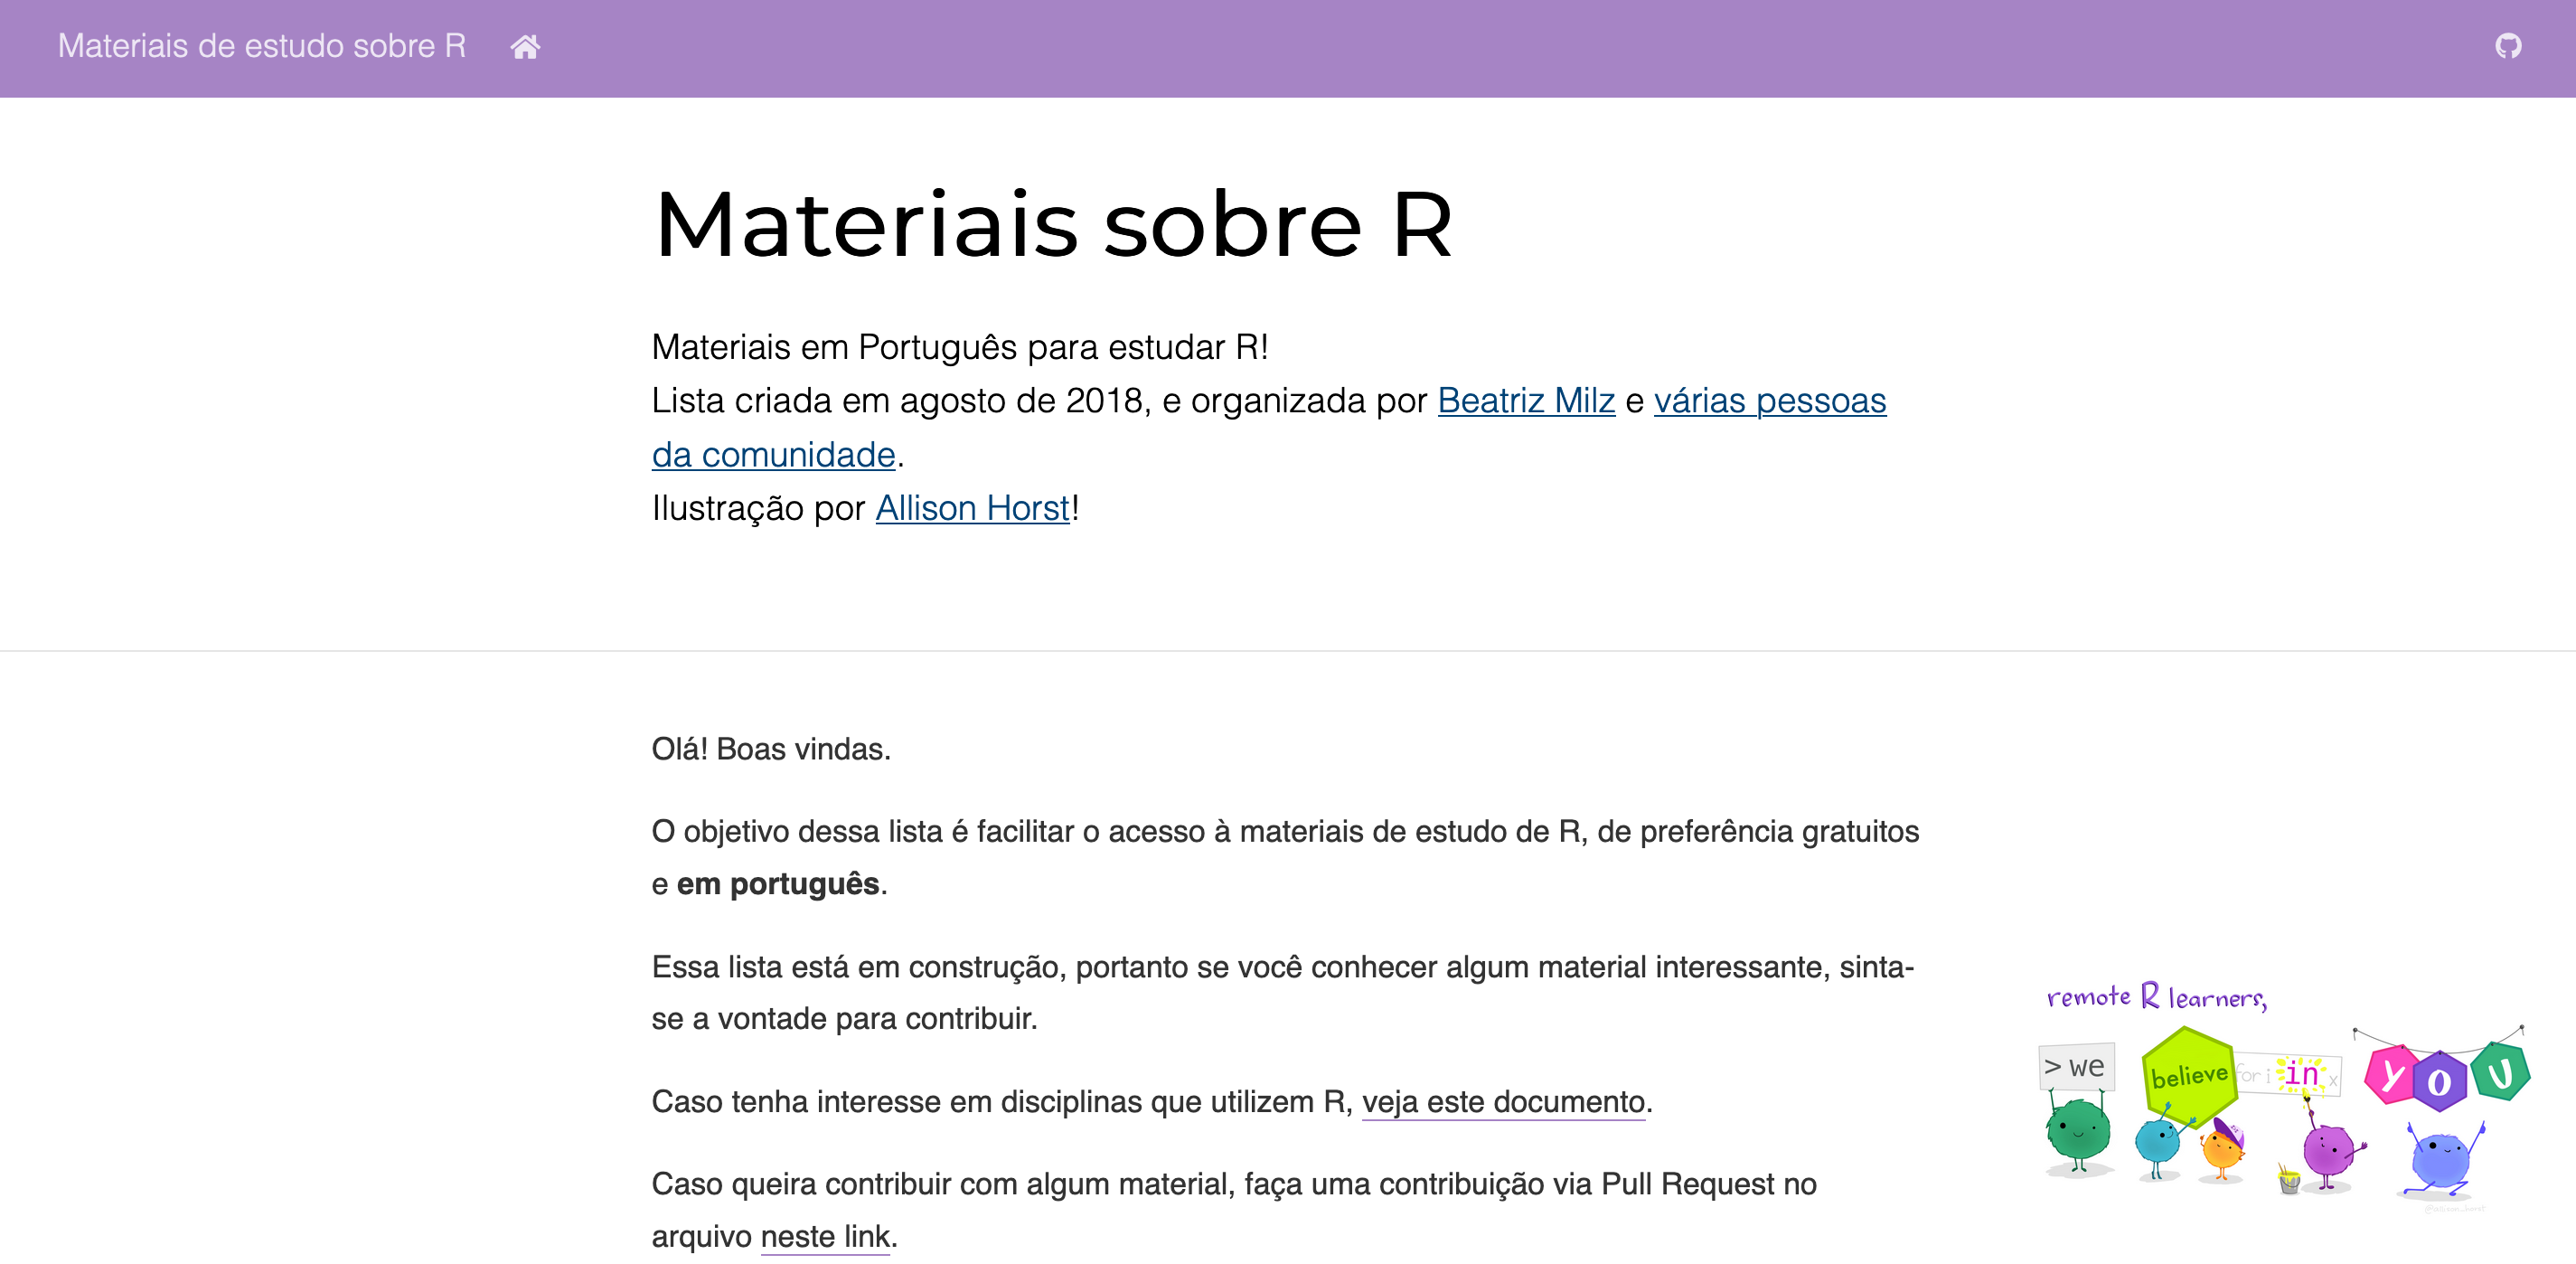 Materiais de estudo sobre R
Materiais sobre R
Materiais em Português para estudar R!
Lista criada em agosto de 2018, e organizada por Beatriz Milz e várias pessoas
da comunidade.
Ilustração por Allison Horst!
Olá! Boas vindas.
O objetivo dessa lista é facilitar o acesso à materiais de estudo de R, de preferência gratuitos
e em português.
Essa lista está em construção, portanto se você conhecer algum material interessante, sinta-
se a vontade para contribuir.
Caso tenha interesse em disciplinas que utilizem R, veja este documento.
Caso queira contribuir com algum material, faça uma contribuição via Pull Request no
arquivo neste link.
remote R learners,
> we believe for i in x YOU